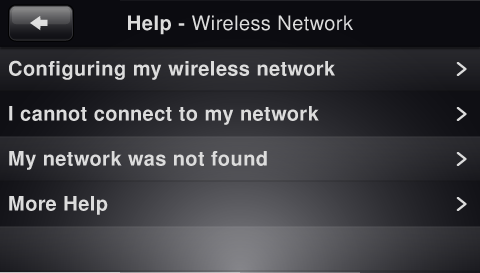 Help - Wireless Network
Configuring my wireless network
I cannot connect to my network
My network was not found
More Help